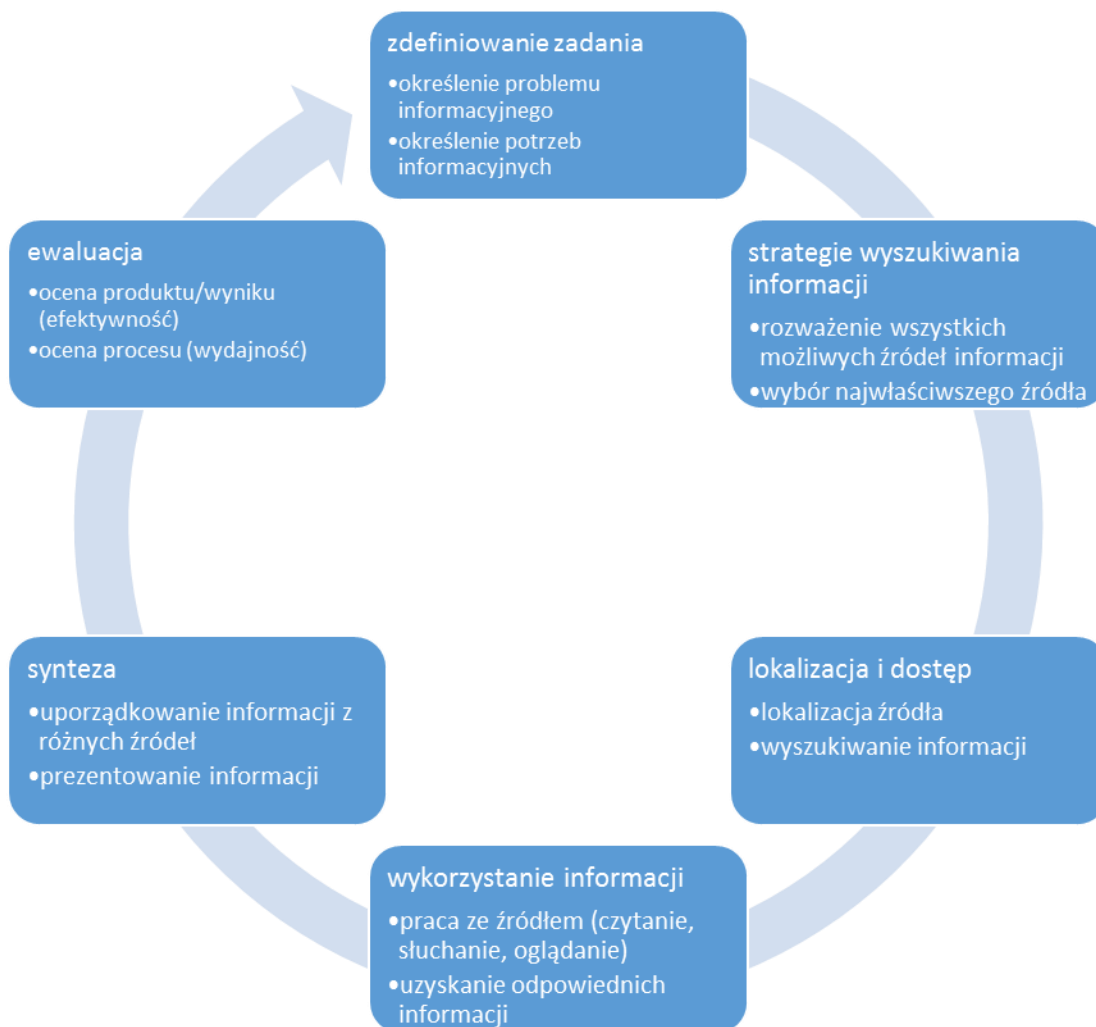 zdefiniowanie zadania
•określenie problemu
informacyjnego
•określenie potrzeb
informacyjnych
strategie wyszukiwania
informacji
•rozważenie wszystkich
możliwych źródeł informacji
•wybór najwłaściwszego źródła
lokalizacja i dostęp
•lokalizacja źródła
•wyszukiwanie informacji
wykorzystanie informacji
•praca ze źródłem (czytanie,
słuchanie, oglądanie)
•uzyskanie odpowiednich
informacji
synteza
•uporządkowanie informacji z
różnych źródeł
•prezentowanie informacji
ewaluacja
•ocena produktu/wyniku
(efektywność)
•ocena procesu (wydajność)